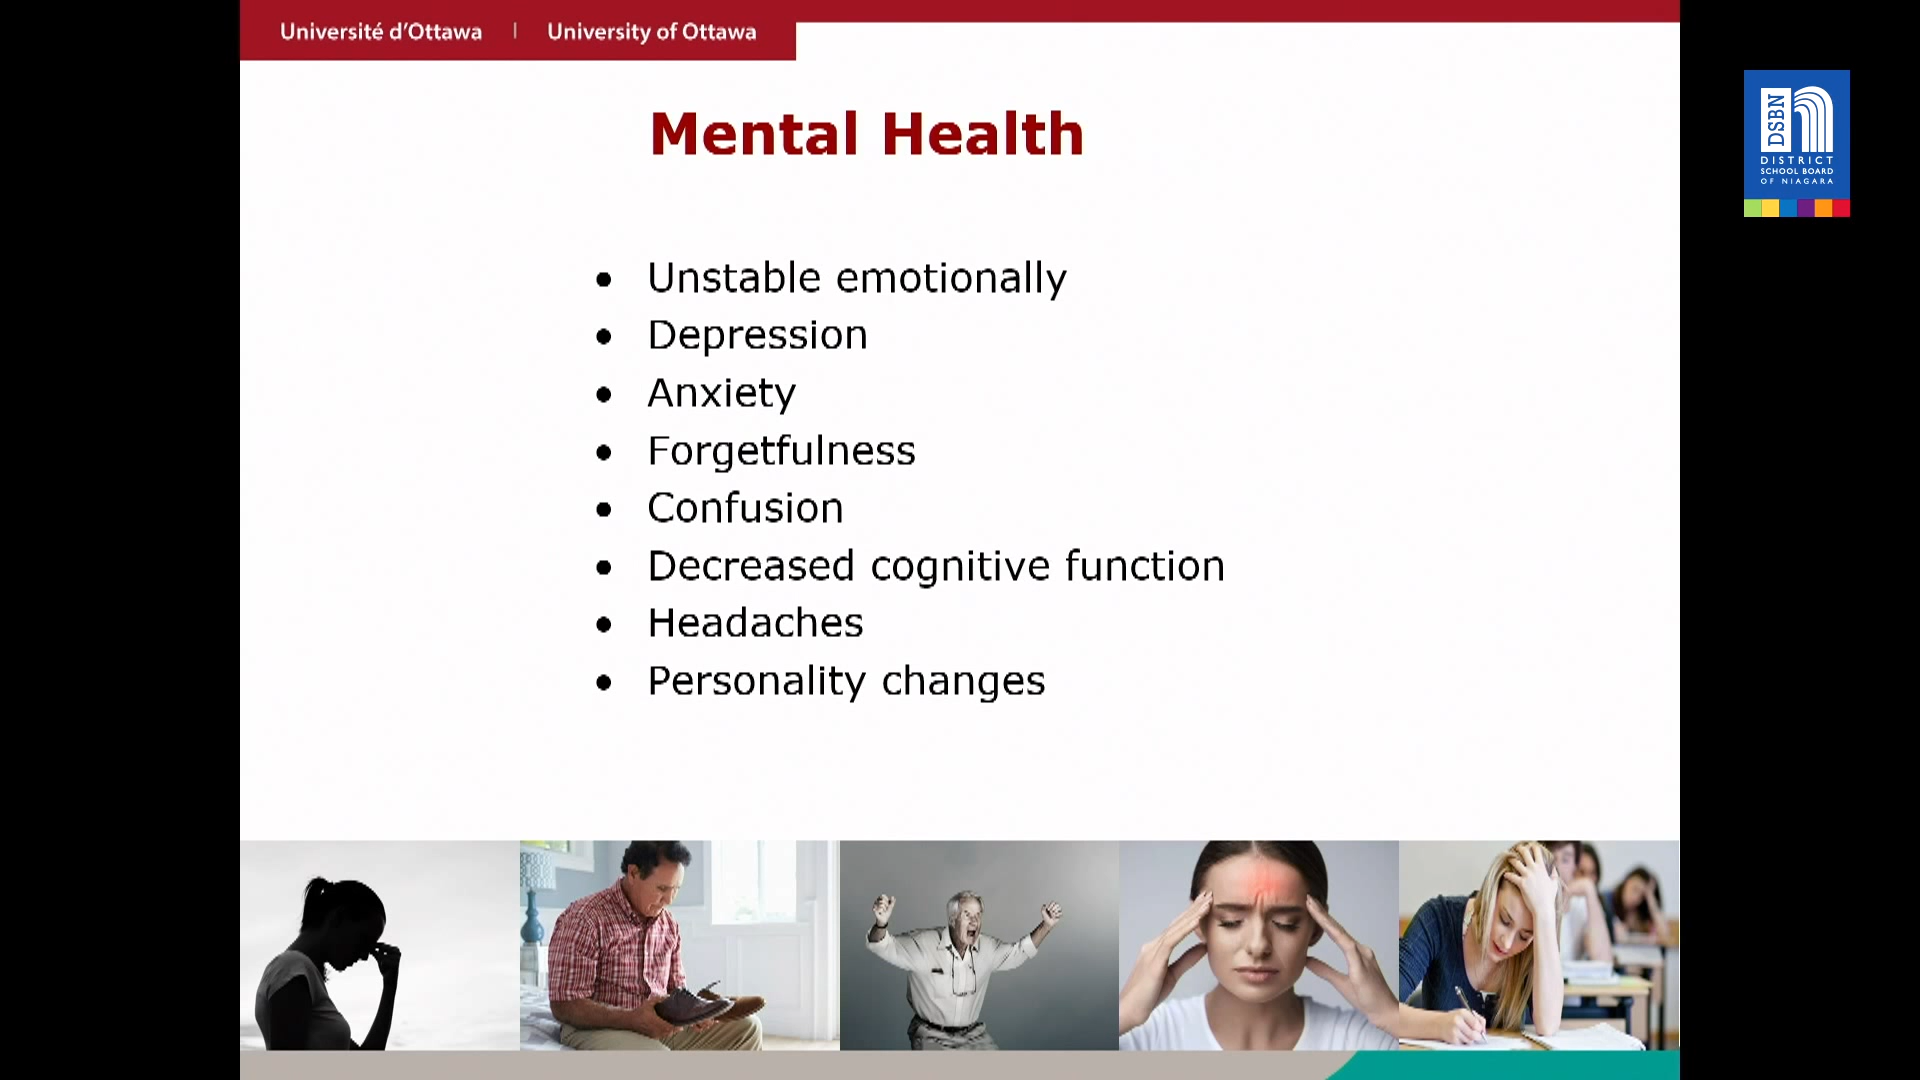 Université d'Ottawa | University of Ottawa
Mental Health
• Unstable emotionally
• Depression
• Anxiety
• Forgetfulness
• Confusion
• Decreased cognitive function
• Headaches
• Personality changes
DSBN
DISTRICT
SCHOOL BOARD
OF NIAGARA